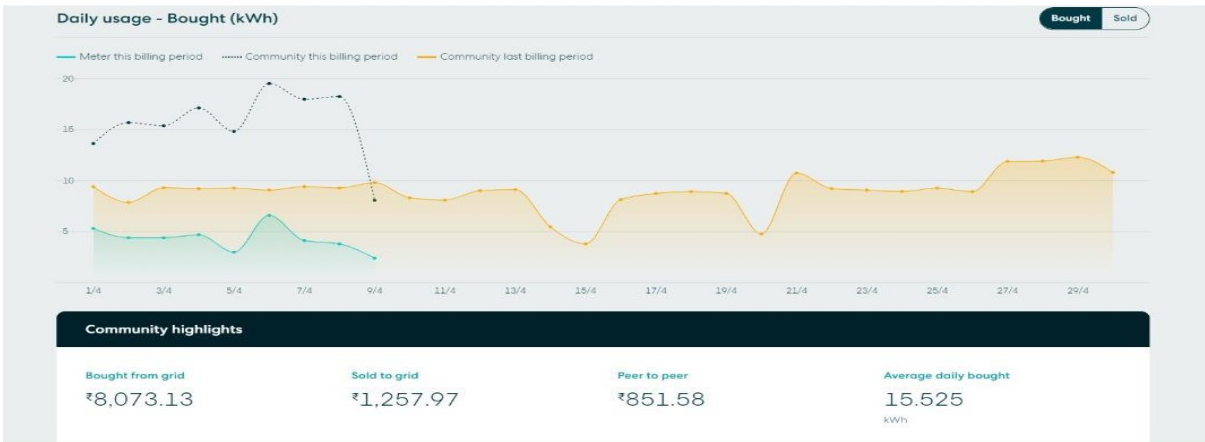 Daily usage - Bought (kWh)
Bought Sold
Meter this billing period Community this billing period Community last billing period
20
15
10
5
1/4 3/4 5/4 7/4 9/4 11/4 13/4 15/4 17/4 19/4 21/4 23/4 25/4 27/4 29/4
Community highlights
Bought from grid Sold to grid Peer to peer Average daily bought
₹8,073.13 ₹1,257.97 ₹851.58 15.525
kWh